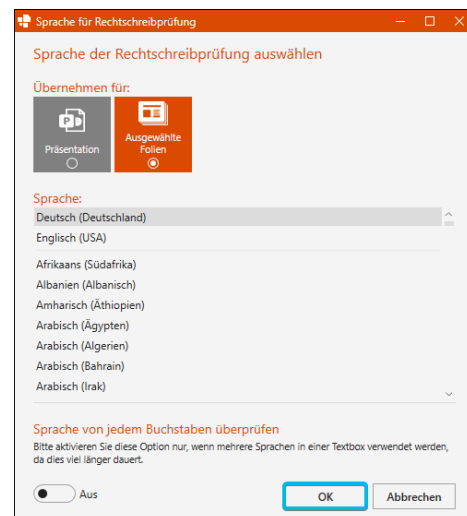 Sprache für Rechtschreibprüfung
Sprache der Rechtschreibprüfung auswählen
Übernehmen für:
Präsentation
Ausgewählte
Folien
Sprache:
Deutsch (Deutschland)
Englisch (USA)
Afrikaans (Südafrika)
Albanien (Albanisch)
Amharisch (Äthiopien)
Arabisch (Ägypten)
Arabisch (Algerien)
Arabisch (Bahrain)
Arabisch (Irak)
Sprache von jedem Buchstaben überprüfen
Bitte aktivieren Sie diese Option nur, wenn mehrere Sprachen in einer Textbox verwendet werden,
da dies viel länger dauert.
Aus
OK
Abbrechen